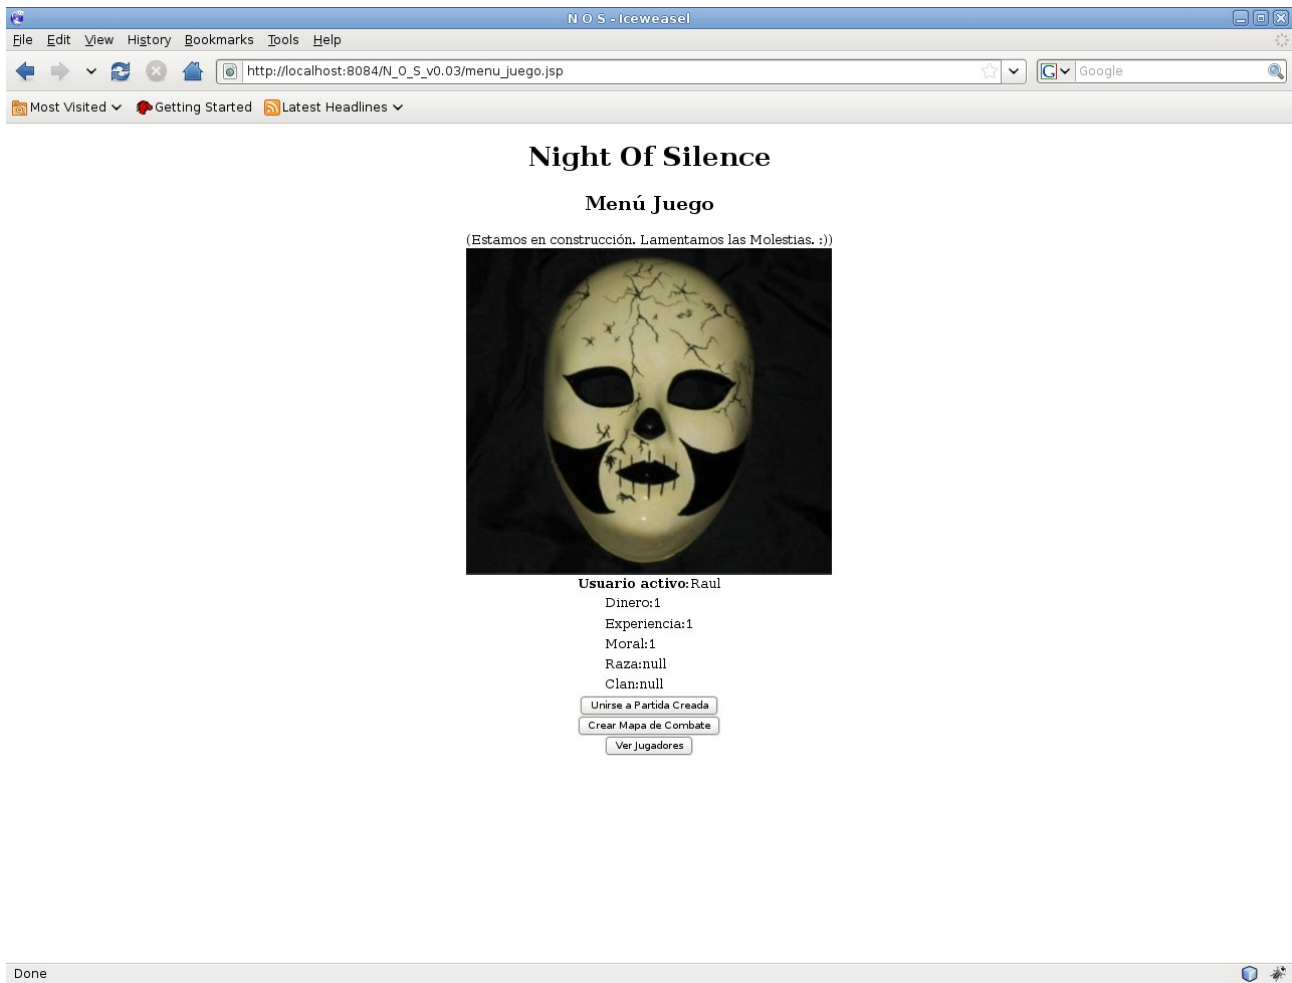 N O S - Iceweasel
File Edit View History Bookmarks Tools Help
http://localhost:8084/N_O_S_v0.03/menu_juego.jsp
Google
Most Visited Getting Started Latest Headlines
Night Of Silence
Menú Juego
(Estamos en construcción. Lamentamos las Molestias. :))
Usuario activo:Raul
Dinero:1
Experiencia:1
Moral:1
Raza:null
Clan:null
Unirse a Partida Creada
Crear Mapa de Combate
Ver Jugadores
Done